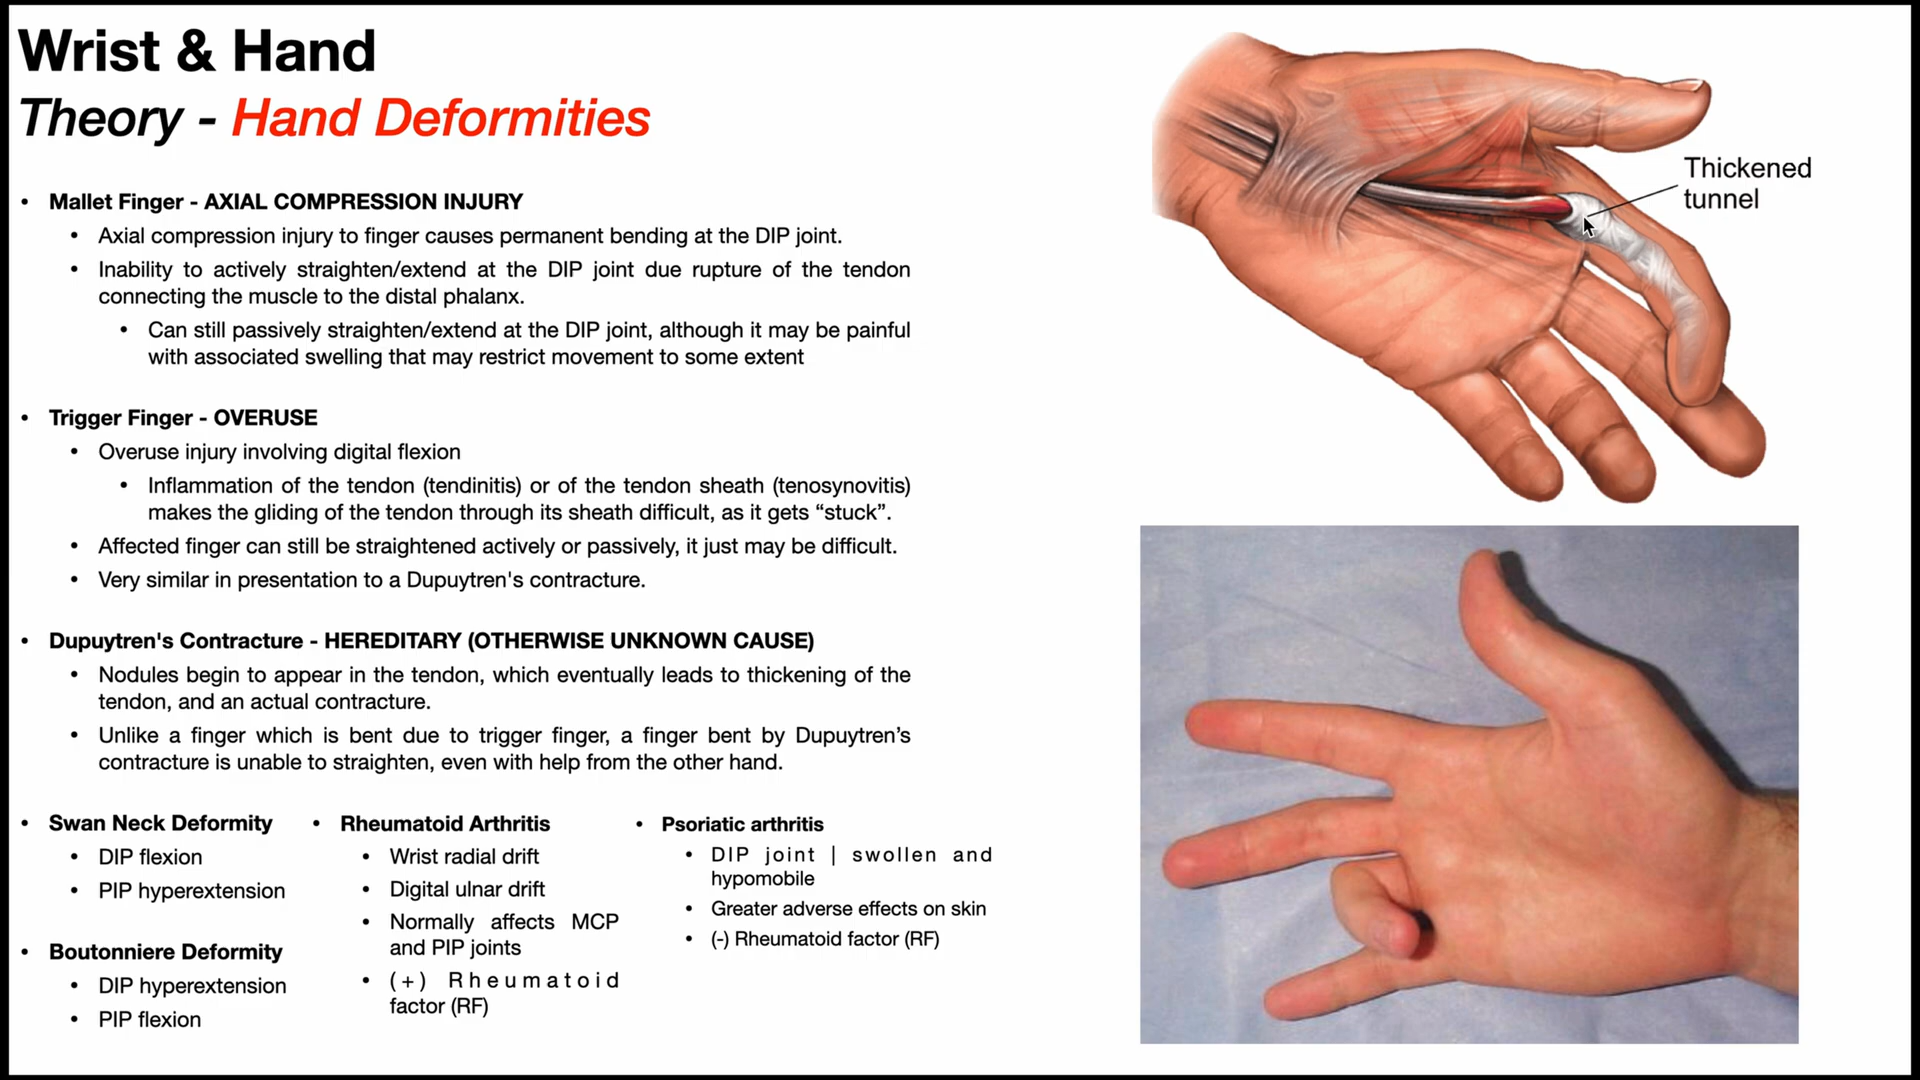 Wrist & Hand
Theory - Hand Deformities
• Mallet Finger - AXIAL COMPRESSION INJURY
• Axial compression injury to finger causes permanent bending at the DIP joint.
• Inability to actively straighten/extend at the DIP joint due rupture of the tendon
connecting the muscle to the distal phalanx.
• Can still passively straighten/extend at the DIP joint, although it may be painful
with associated swelling that may restrict movement to some extent
• Trigger Finger - OVERUSE
• Overuse injury involving digital flexion
• Inflammation of the tendon (tendinitis) or of the tendon sheath (tenosynovitis)
makes the gliding of the tendon through its sheath difficult, as it gets “stuck”.
• Affected finger can still be straightened actively or passively, it just may be difficult.
• Very similar in presentation to a Dupuytren's contracture.
• Dupuytren's Contracture - HEREDITARY (OTHERWISE UNKNOWN CAUSE)
• Nodules begin to appear in the tendon, which eventually leads to thickening of the
tendon, and an actual contracture.
• Unlike a finger which is bent due to trigger finger, a finger bent by Dupuytren’s
contracture is unable to straighten, even with help from the other hand.
• Swan Neck Deformity
• DIP flexion
• PIP hyperextension
• Boutonniere Deformity
• DIP hyperextension
• PIP flexion
• Rheumatoid Arthritis
• Wrist radial drift
• Digital ulnar drift
• Normally affects MCP
and PIP joints
• (+) Rheumatoid
factor (RF)
• Psoriatic arthritis
• DIP joint | swollen and
hypomobile
• Greater adverse effects on skin
• (-) Rheumatoid factor (RF)
Thickened
tunnel